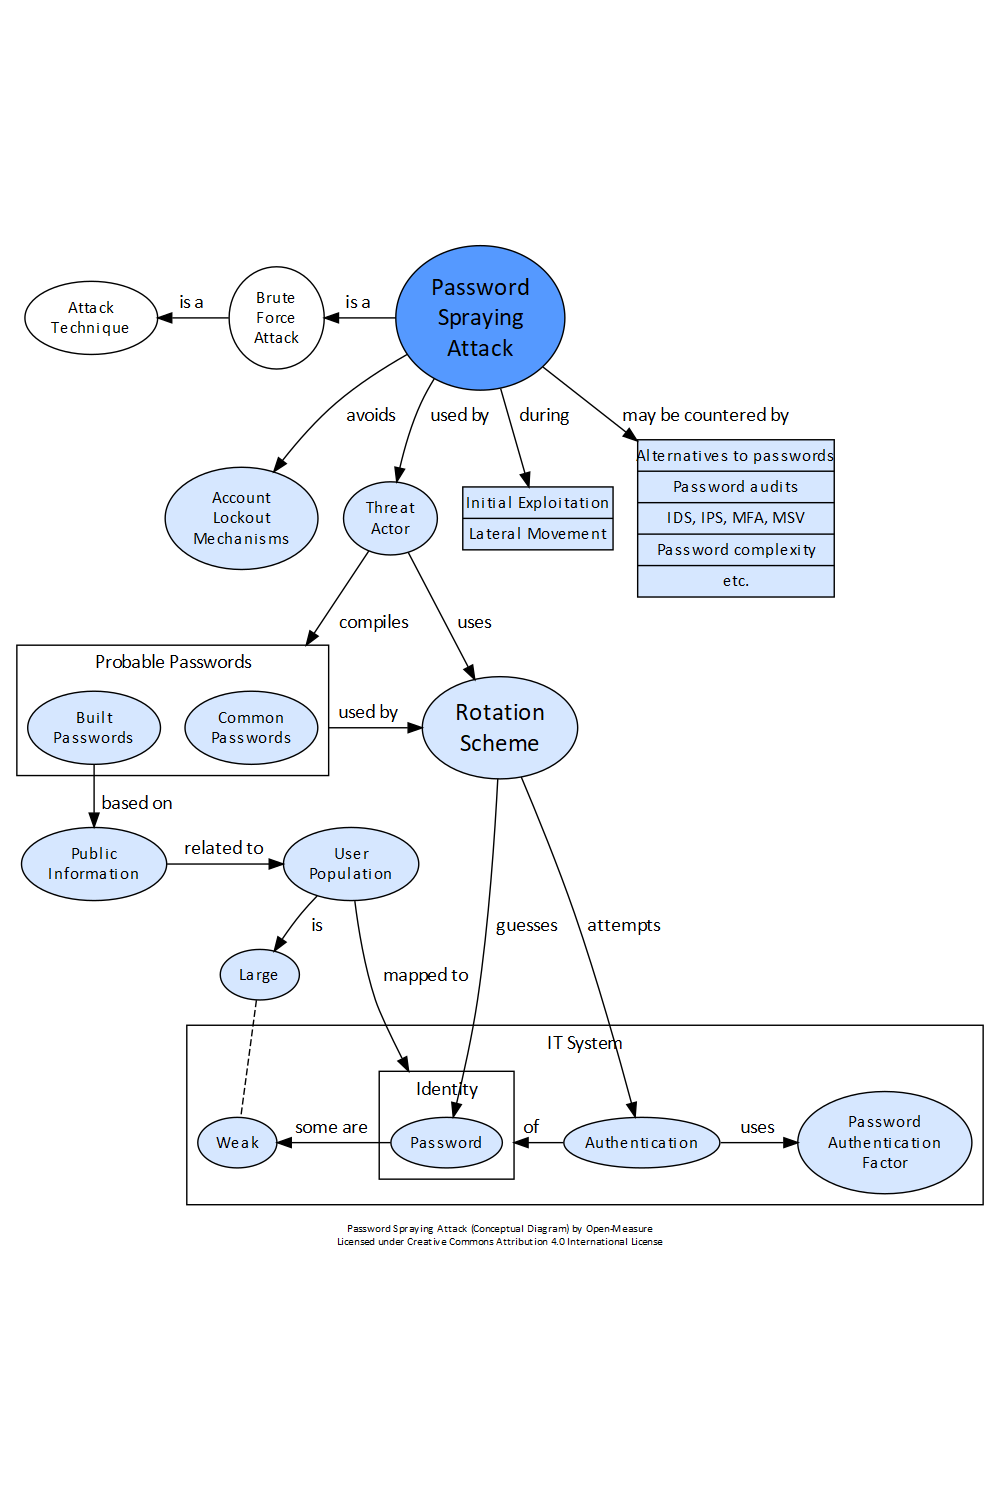 Password
Spraying
Attack
is a
Brute
Force
Attack
is a
Attack
Technique
avoids
used by
during
may be countered by
Account
Lockout
Mechanisms
Threat
Actor
Initial Exploitation
Lateral Movement
Alternatives to passwords
Password audits
IDS, IPS, MFA, MSV
Password complexity
etc.
compiles
uses
Probable Passwords
Built
Passwords
Common
Passwords
used by
Rotation
Scheme
based on
Public
Information
related to
User
Population
is
Large
mapped to
guesses
attempts
IT System
Identity
Weak
some are
Password
of
Authentication
uses
Password
Authentication
Factor
Password Spraying Attack (Conceptual Diagram) by Open-Measure
Licensed under Creative Commons Attribution 4.0 International License